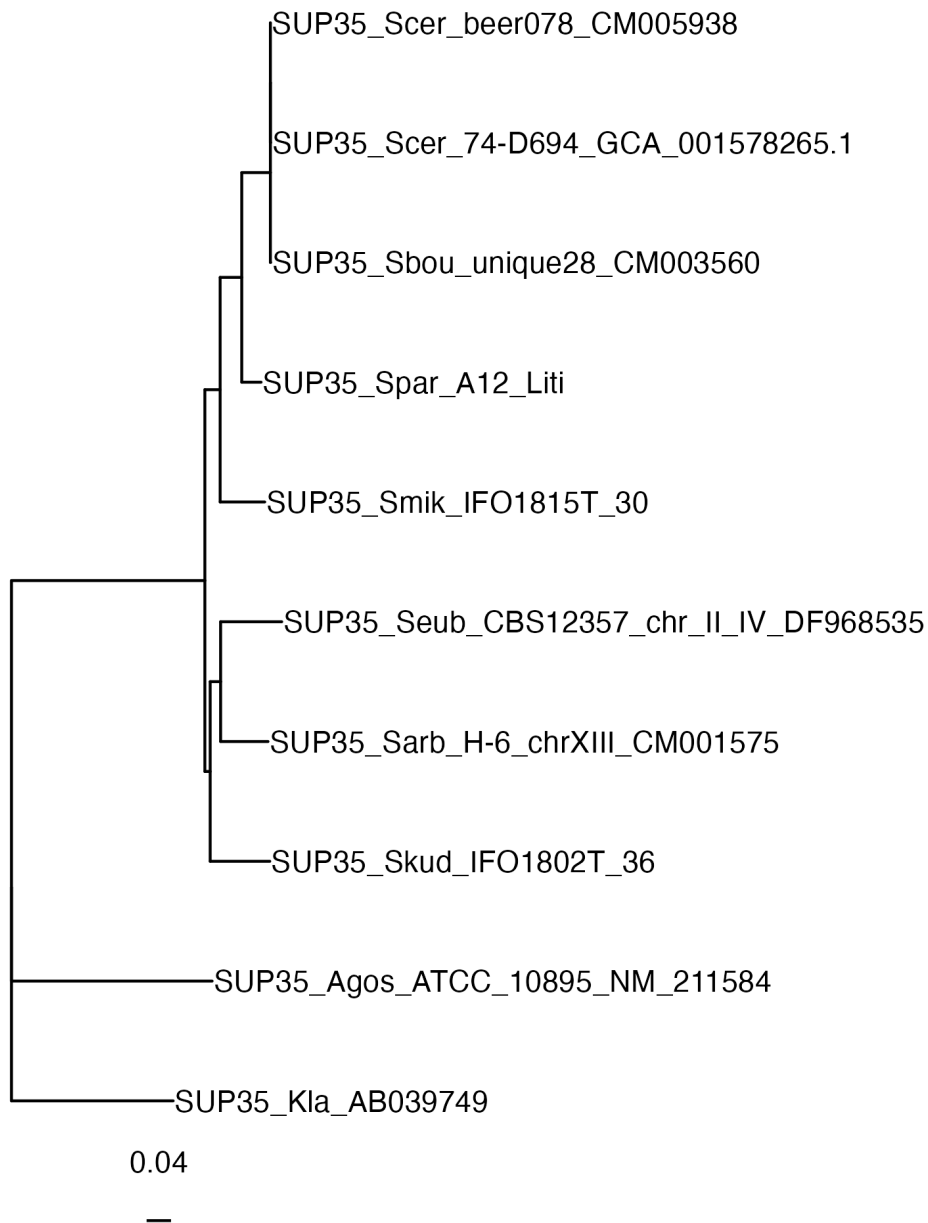 SUP35_Scer_beer078_CM005938
SUP35_Scer_74-D694_GCA_001578265.1
SUP35_Sbou_unique28_CM003560
SUP35_Spar_A12_Liti
SUP35_Smik_IFO1815T_30
SUP35_Seub_CBS12357_chr_II_IV_DF968535
SUP35_Sarb_H-6_chrXIII_CM001575
SUP35_Skud_IFO1802T_36
SUP35_Agos_ATCC_10895_NM_211584
SUP35_Kla_AB039749
0.04